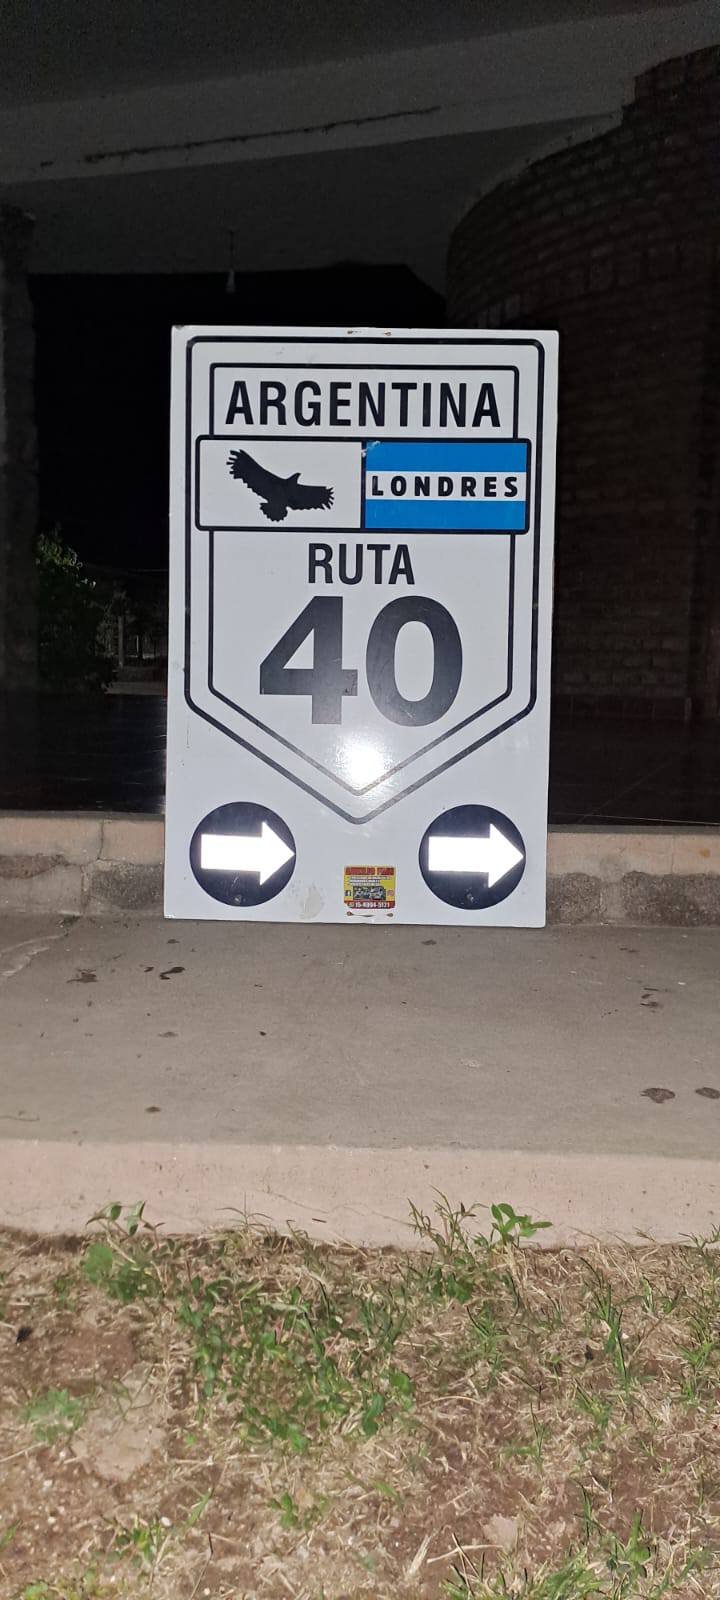 ARGENTINA
LONDRES
RUTA
40